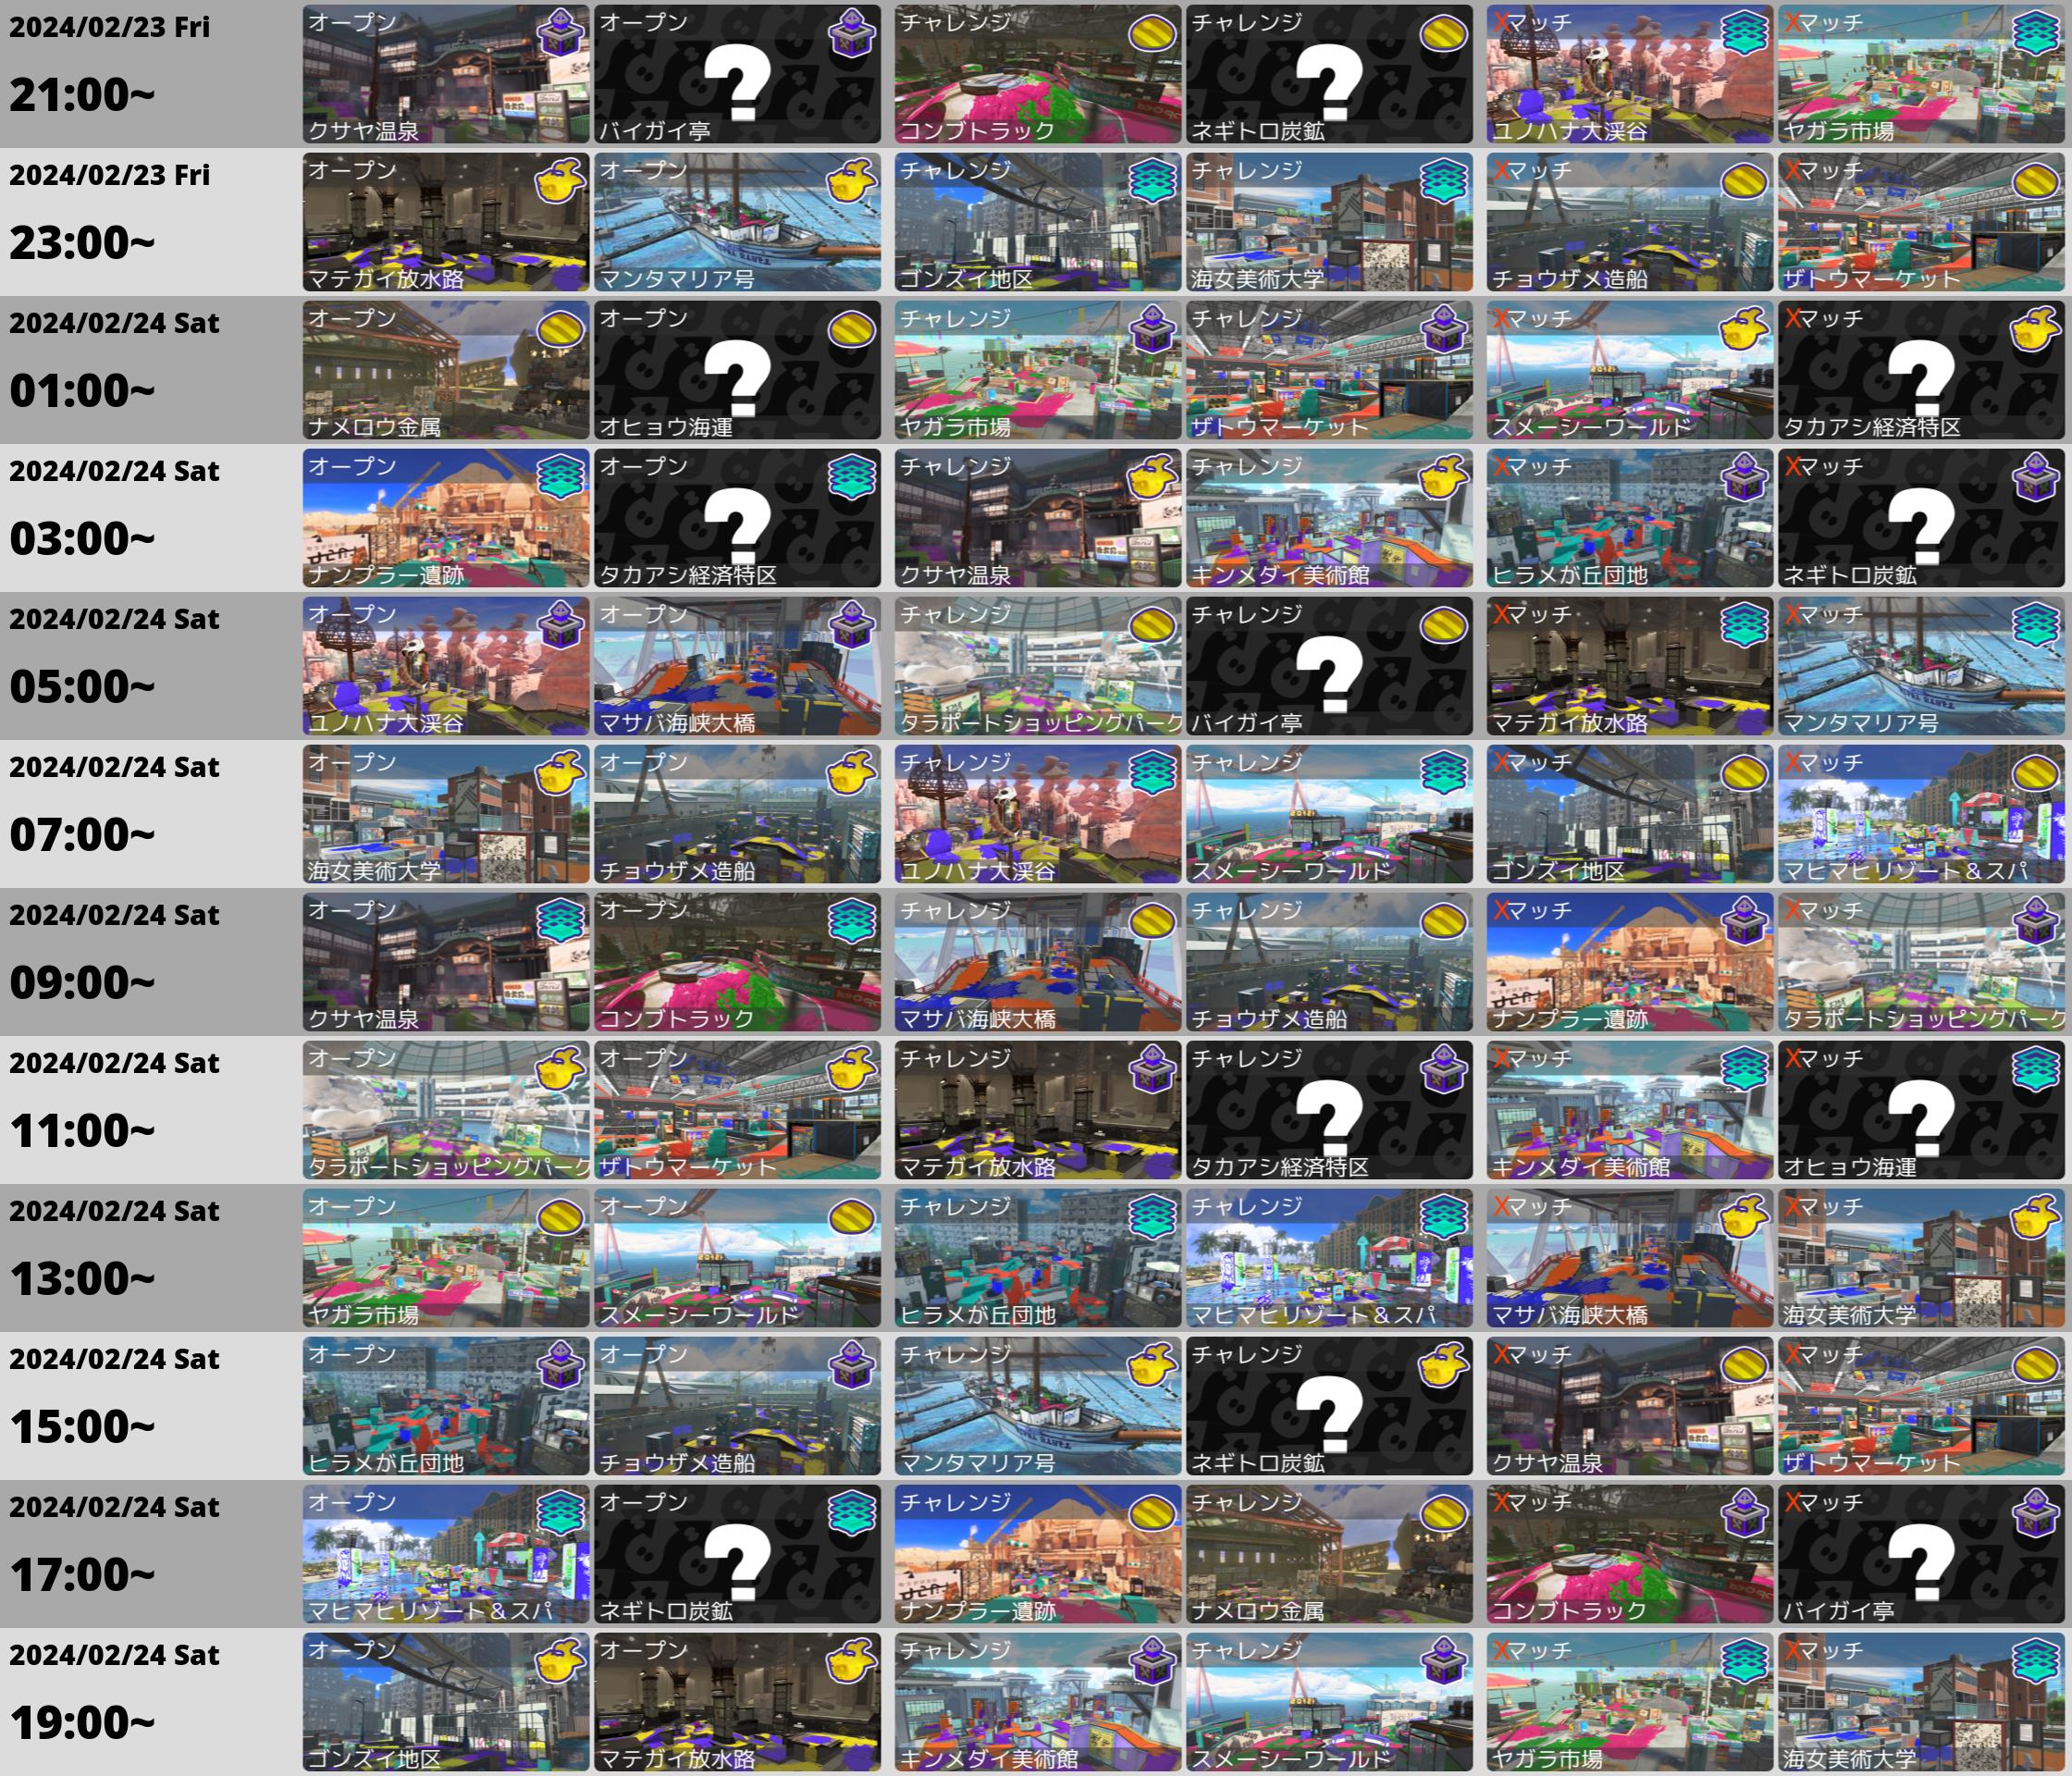 2024/02/23 Fri
21:00~
オープン オープン チャレンジ チャレンジ Xマッチ Xマッチ
クサヤ温泉 バイガイ亭 コンブトラック ネギトロ炭鉱 ユノハナ大渓谷 ヤガラ市場
2024/02/23 Fri
23:00~
オープン オープン チャレンジ チャレンジ Xマッチ Xマッチ
マテガイ放水路 マンタマリア号 ゴンズイ地区 海女美術大学 チョウザメ造船 ザトウマーケット
2024/02/24 Sat
01:00~
オープン オープン チャレンジ チャレンジ Xマッチ Xマッチ
ナメロウ金属 オヒョウ海運 ヤガラ市場 ザトウマーケット スメーシーワールド タカアシ経済特区
2024/02/24 Sat
03:00~
オープン オープン チャレンジ チャレンジ Xマッチ Xマッチ
ナンプラー遺跡 タカアシ経済特区 クサヤ温泉 キンメダイ美術館 ヒラメが丘団地 ネギトロ炭鉱
2024/02/24 Sat
05:00~
オープン オープン チャレンジ チャレンジ Xマッチ Xマッチ
ユノハナ大渓谷 マサバ海峡大橋 タラポートショッピングパーク バイガイ亭 マテガイ放水路 マンタマリア号
2024/02/24 Sat
07:00~
オープン オープン チャレンジ チャレンジ Xマッチ Xマッチ
海女美術大学 チョウザメ造船 ユノハナ大渓谷 スメーシーワールド ゴンズイ地区 マヒマヒリゾート＆スパ
2024/02/24 Sat
09:00~
オープン オープン チャレンジ チャレンジ Xマッチ Xマッチ
クサヤ温泉 コンブトラック マサバ海峡大橋 チョウザメ造船 ナンプラー遺跡 タラポートショッピングパーク
2024/02/24 Sat
11:00~
オープン オープン チャレンジ チャレンジ Xマッチ Xマッチ
タラポートショッピングパーク ザトウマーケット マテガイ放水路 タカアシ経済特区 キンメダイ美術館 オヒョウ海運
2024/02/24 Sat
13:00~
オープン オープン チャレンジ チャレンジ Xマッチ Xマッチ
ヤガラ市場 スメーシーワールド ヒラメが丘団地 マヒマヒリゾート＆スパ マサバ海峡大橋 海女美術大学
2024/02/24 Sat
15:00~
オープン オープン チャレンジ チャレンジ Xマッチ Xマッチ
ヒラメが丘団地 チョウザメ造船 マンタマリア号 ネギトロ炭鉱 クサヤ温泉 ザトウマーケット
2024/02/24 Sat
17:00~
オープン オープン チャレンジ チャレンジ Xマッチ Xマッチ
マヒマヒリゾート＆スパ ネギトロ炭鉱 ナンプラー遺跡 ナメロウ金属 コンブトラック バイガイ亭
2024/02/24 Sat
19:00~
オープン オープン チャレンジ チャレンジ Xマッチ Xマッチ
ゴンズイ地区 マテガイ放水路 キンメダイ美術館 スメーシーワールド ヤガラ市場 海女美術大学